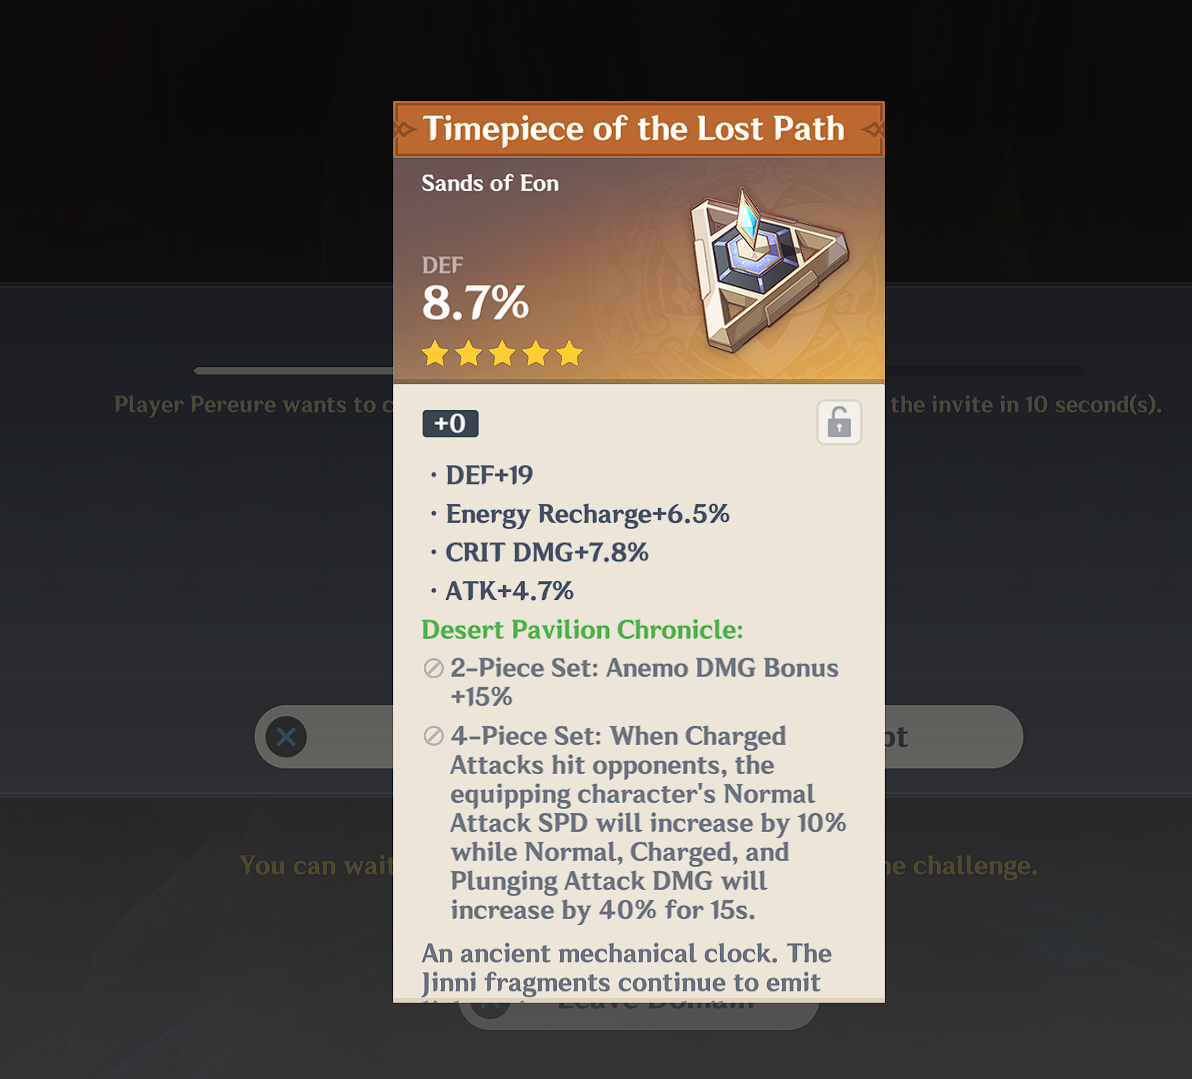 Timepiece of the Lost Path
Sands of Eon
DEF
8.7%
Player Pereure wants to c
the invite in 10 second(s).
+0
· DEF+19
· Energy Recharge+6.5%
· CRIT DMG+7.8%
· ATK+4.7%
Desert Pavilion Chronicle:
2-Piece Set: Anemo DMG Bonus
+15%
4-Piece Set: When Charged
Attacks hit opponents, the
equipping character's Normal
Attack SPD will increase by 10%
while Normal, Charged, and
Plunging Attack DMG will
increase by 40% for 15s.
pt
You can wait
challenge.
An ancient mechanical clock. The
Jinni fragments continue to emit
Leave Domain